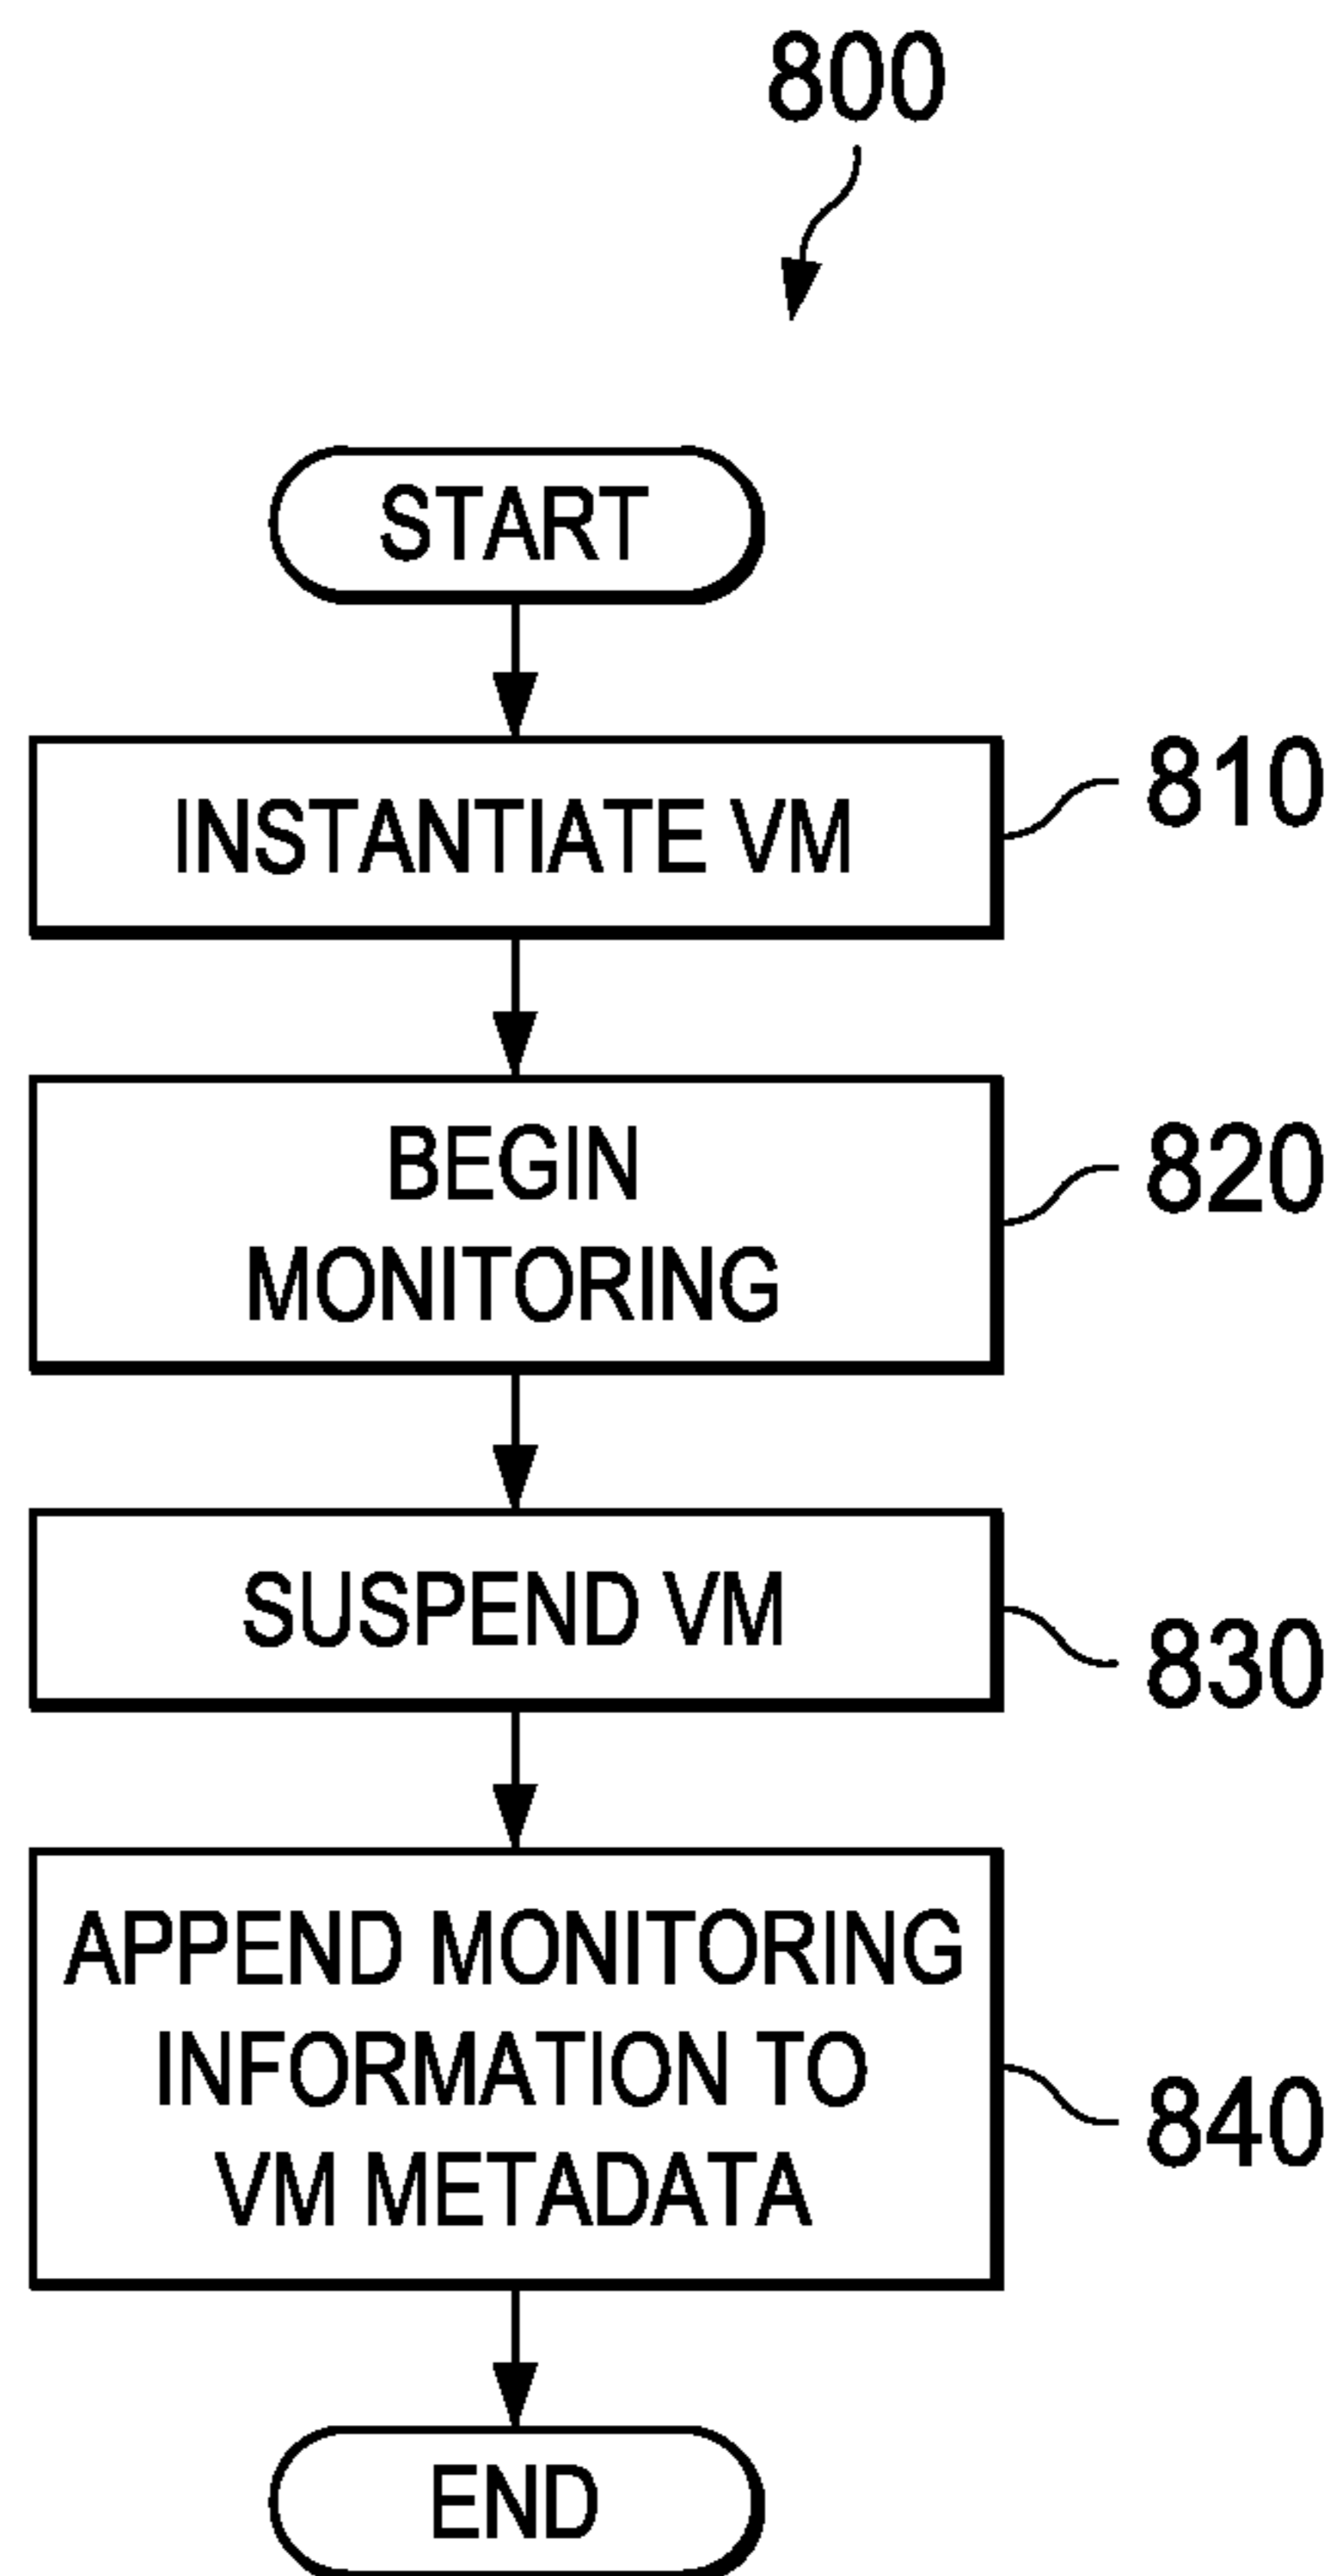 800
START
INSTANTIATE VM
810
BEGIN
MONITORING
820
SUSPEND VM
830
APPEND MONITORING
INFORMATION TO
VM METADATA
840
END